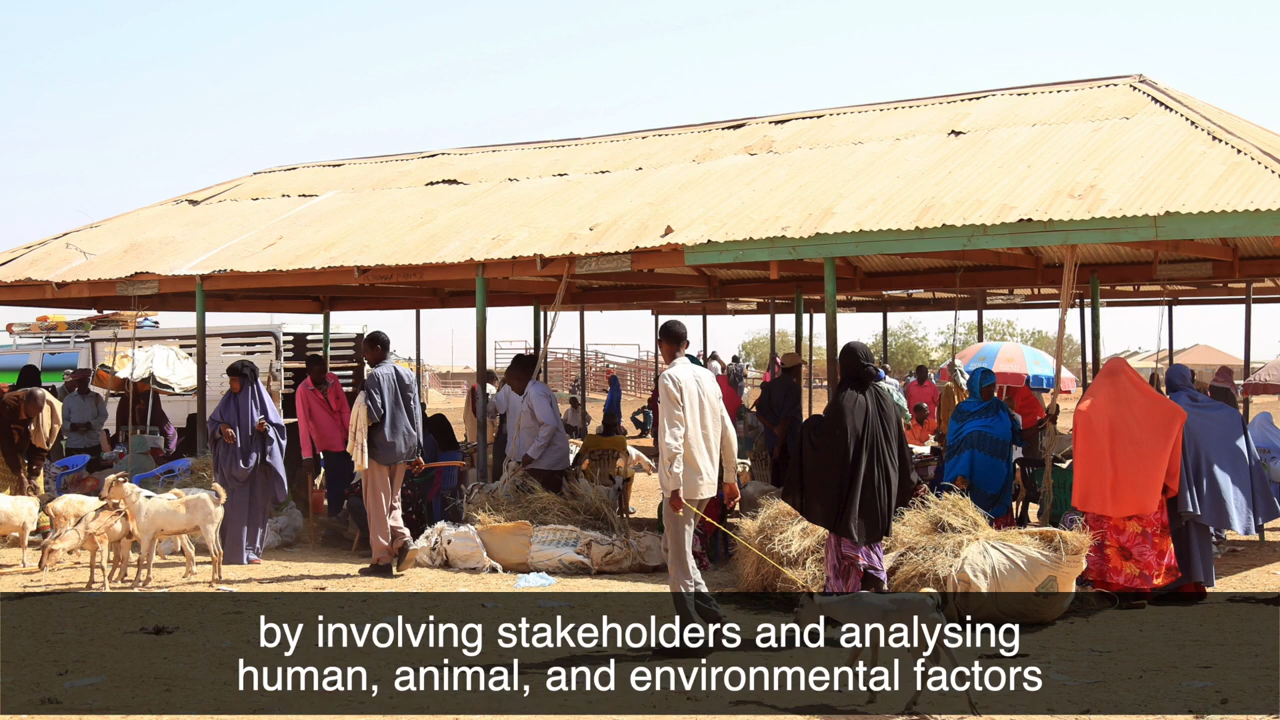 by involving stakeholders and analysing
human, animal, and environmental factors